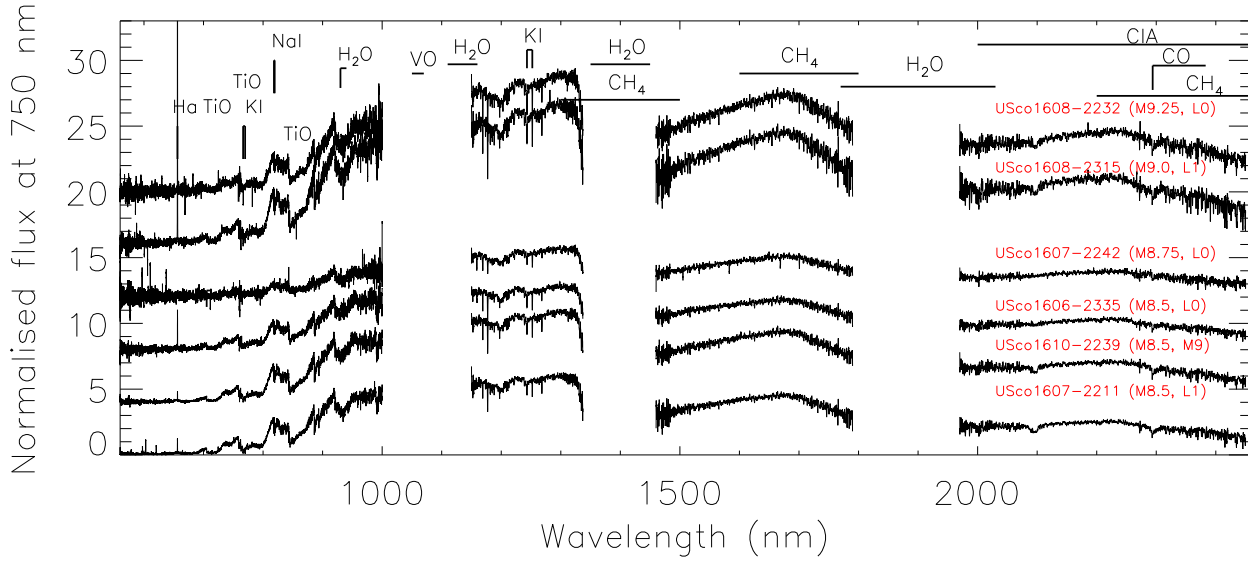 Normalised flux at 750 nm
30
25
20
15
10
5
0
1000
1500
2000
Wavelength (nm)
Ha TiO
TiO
KI
NaI
TiO
H₂O
VO
H₂O
KI
H₂O
CH₄
CH₄
H₂O
CIA
CO
CH₄
USco1608-2232 (M9.25, L0)
USco1608-2315 (M9.0, L1)
USco1607-2242 (M8.75, L0)
USco1606-2335 (M8.5, L0)
USco1610-2239 (M8.5, M9)
USco1607-2211 (M8.5, L1)